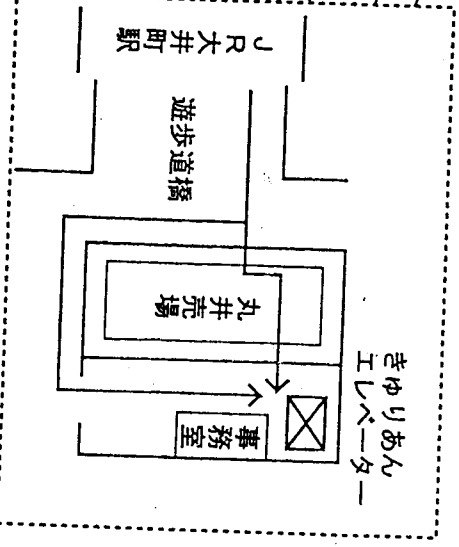 JR大井町駅
遊歩道橋
丸井売場
きゅりあん
エレベーター
事務室